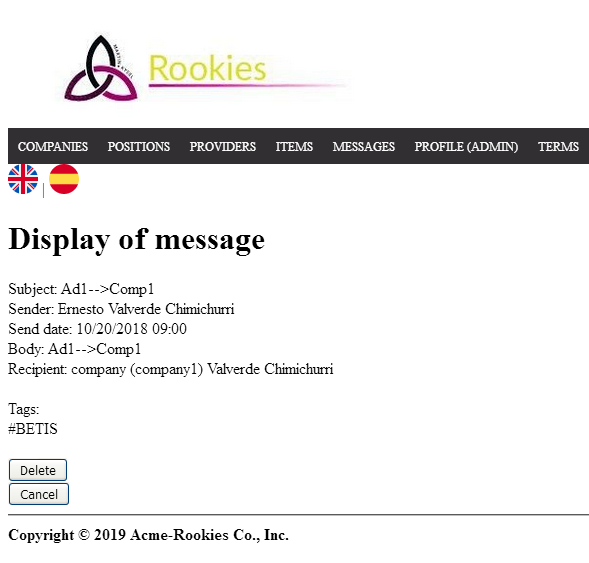 Rookies
COMPANIES POSITIONS PROVIDERS ITEMS MESSAGES PROFILE (ADMIN) TERMS
|
Display of message
Subject: Ad1-->Comp1
Sender: Ernesto Valverde Chimichurri
Send date: 10/20/2018 09:00
Body: Ad1-->Comp1
Recipient: company (company1) Valverde Chimichurri
Tags:
#BETIS
Delete
Cancel
Copyright © 2019 Acme-Rookies Co., Inc.